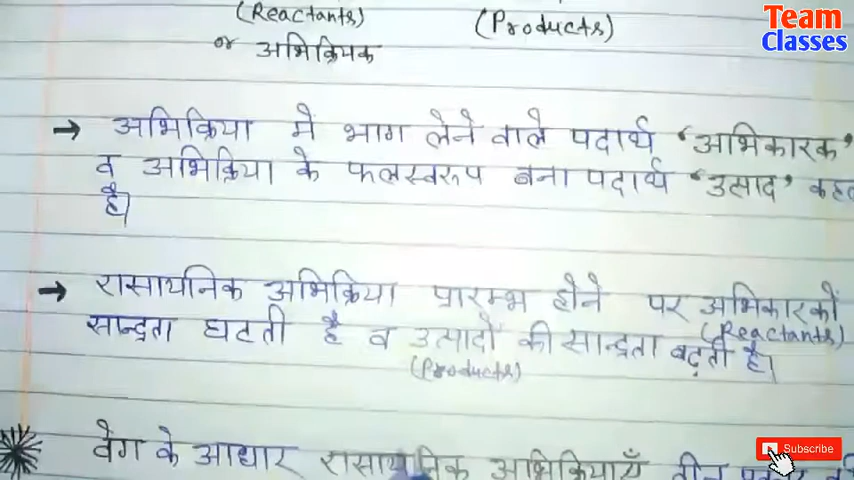 (Reactants)
(Products)
Team
Classes
or अभिक्रियक
→ अभिक्रिया मे भाग लेने वाले पदार्थ ‘अभिकारक’
व अभिक्रिया के फलस्वरुप बना पदार्थ ‘उत्पाद’
है।
→ रासायनिक अभिक्रिया प्रारम्भ होने पर अभिकारकों
(Reactants)
सान्द्रता घटती है व उत्पादों की सान्द्रता बढ़ती है।
(Products)
वेग के आधार रासायनिक अभिक्रियाएँ तीन
Subscribe